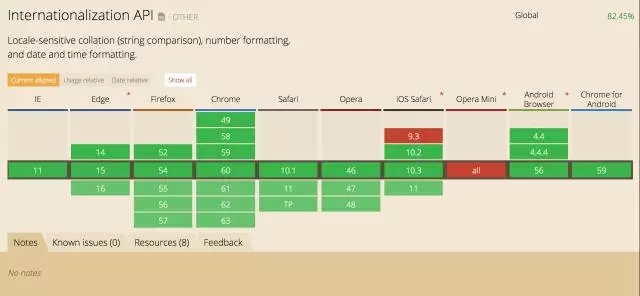 Internationalization API - OTHER
Global 82.45%
Locale-sensitive collation (string comparison), number formatting,
and date and time formatting.
Current aligned Usage relative Date relative Show all
IE Edge * Firefox Chrome Safari Opera iOS Safari * Opera Mini * Android Browser * Chrome for Android
49
58 9.3 4.4
14 52 59 10.2 4.4.4
11 15 54 60 10.1 46 10.3 all 56 59
16 55 61 11 47 11
56 62 TP 48
57 63
Notes Known issues (0) Resources (8) Feedback
No notes